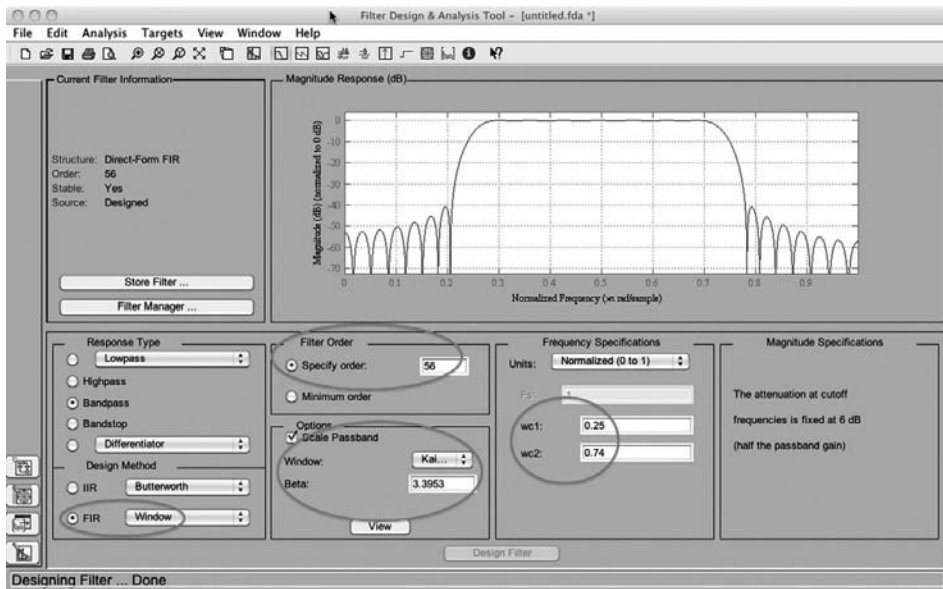 Filter Design & Analysis Tool - [untitled.fda *]
File Edit Analysis Targets View Window Help
Current Filter Information
Structure: Direct-Form FIR
Order: 56
Stable: Yes
Source: Designed
Store Filter ...
Filter Manager ...
Magnitude Response (dB)
Magnitude (dB) (normalized to 0 dB)
0
-10
-20
-30
-40
-50
-60
-70
0 0.1 0.2 0.3 0.4 0.5 0.6 0.7 0.8 0.9
Normalized Frequency (×π rad/sample)
Response Type
Lowpass
Highpass
Bandpass
Bandstop
Differentiator
Design Method
IIR Butterworth
FIR Window
Filter Order
Specify order: 56
Minimum order
Options
Scale Passband
Window: Kai...
Beta: 3.3953
View
Frequency Specifications
Units: Normalized (0 to 1)
Fs: 1
wc1: 0.25
wc2: 0.74
Magnitude Specifications
The attenuation at cutoff
frequencies is fixed at 6 dB
(half the passband gain)
Design Filter
Designing Filter ... Done